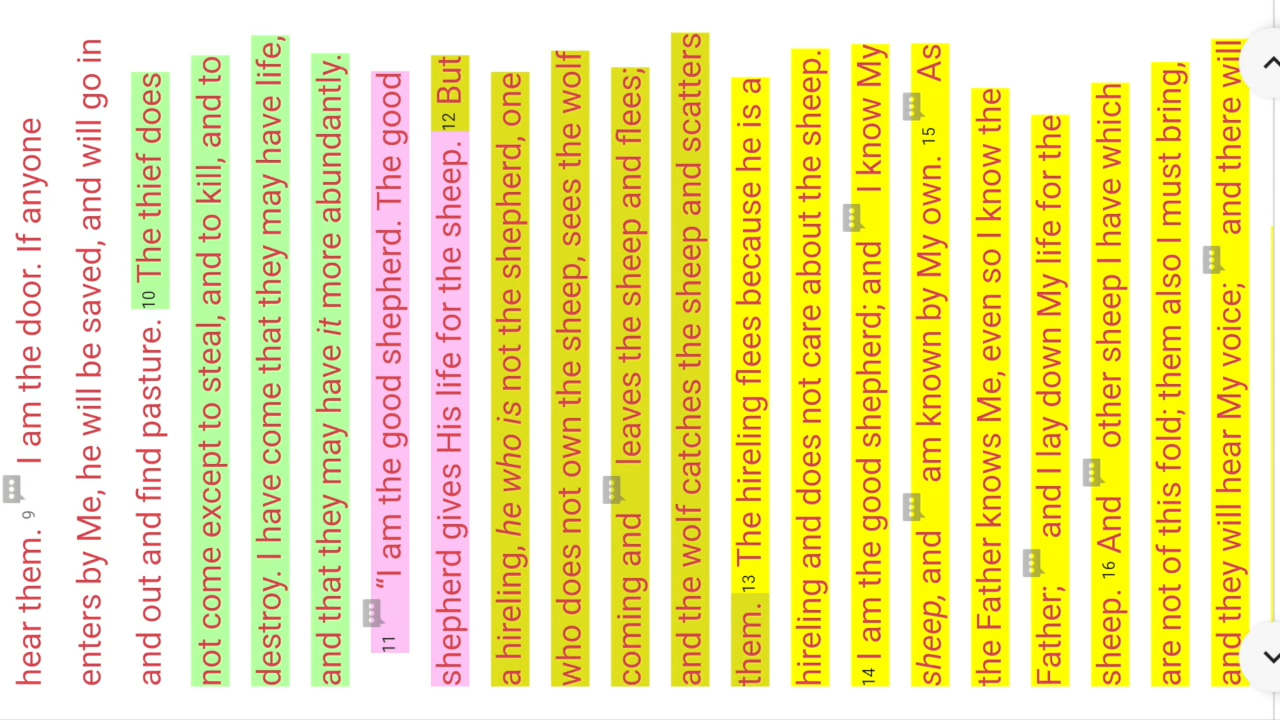 hear them. 9 I am the door. If anyone
enters by Me, he will be saved, and will go in
and out and find pasture. 10 The thief does
not come except to steal, and to kill, and to
destroy. I have come that they may have life,
and that they may have it more abundantly.
11 “I am the good shepherd. The good
shepherd gives His life for the sheep. 12 But
a hireling, he who is not the shepherd, one
who does not own the sheep, sees the wolf
coming and leaves the sheep and flees;
and the wolf catches the sheep and scatters
them. 13 The hireling flees because he is a
hireling and does not care about the sheep.
14 I am the good shepherd; and I know My
sheep, and am known by My own. 15 As
the Father knows Me, even so I know the
Father; and I lay down My life for the
sheep. 16 And other sheep I have which
are not of this fold; them also I must bring,
and they will hear My voice; and there will